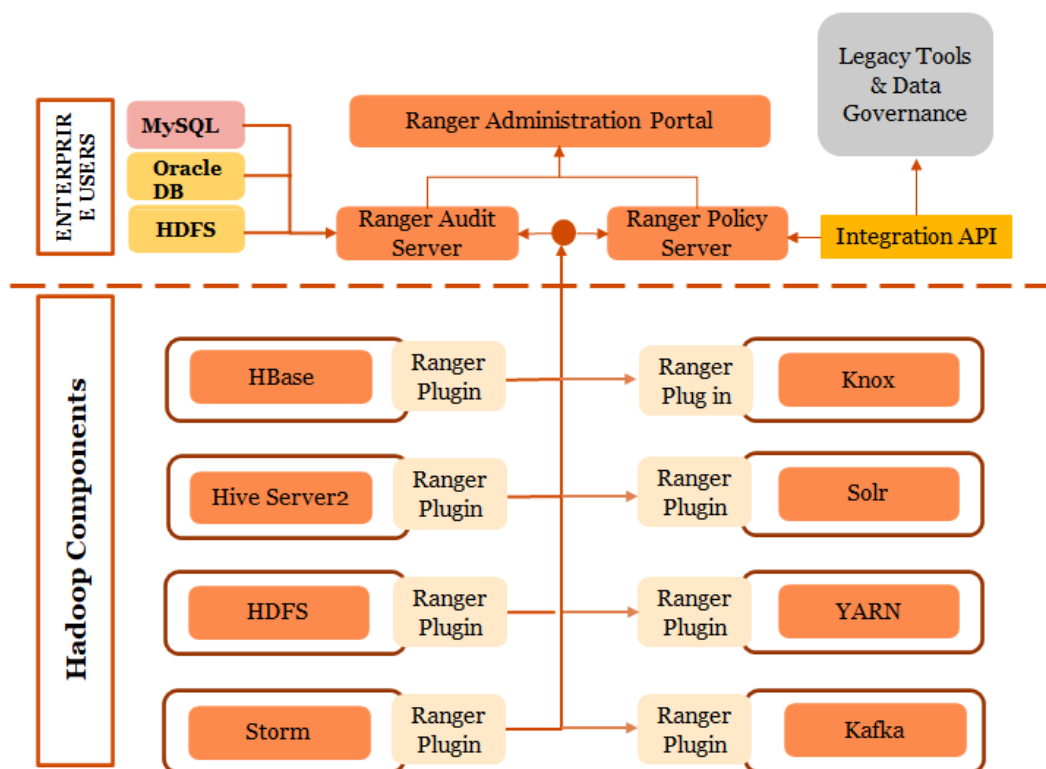 Legacy Tools
& Data
Governance
ENTERPRIR
E USERS
MySQL
Oracle
DB
HDFS
Ranger Administration Portal
Ranger Audit
Server
Ranger Policy
Server
Integration API
Hadoop Components
HBase
Ranger
Plugin
Ranger
Plug in
Knox
Hive Server2
Ranger
Plugin
Ranger
Plugin
Solr
HDFS
Ranger
Plugin
Ranger
Plugin
YARN
Storm
Ranger
Plugin
Ranger
Plugin
Kafka